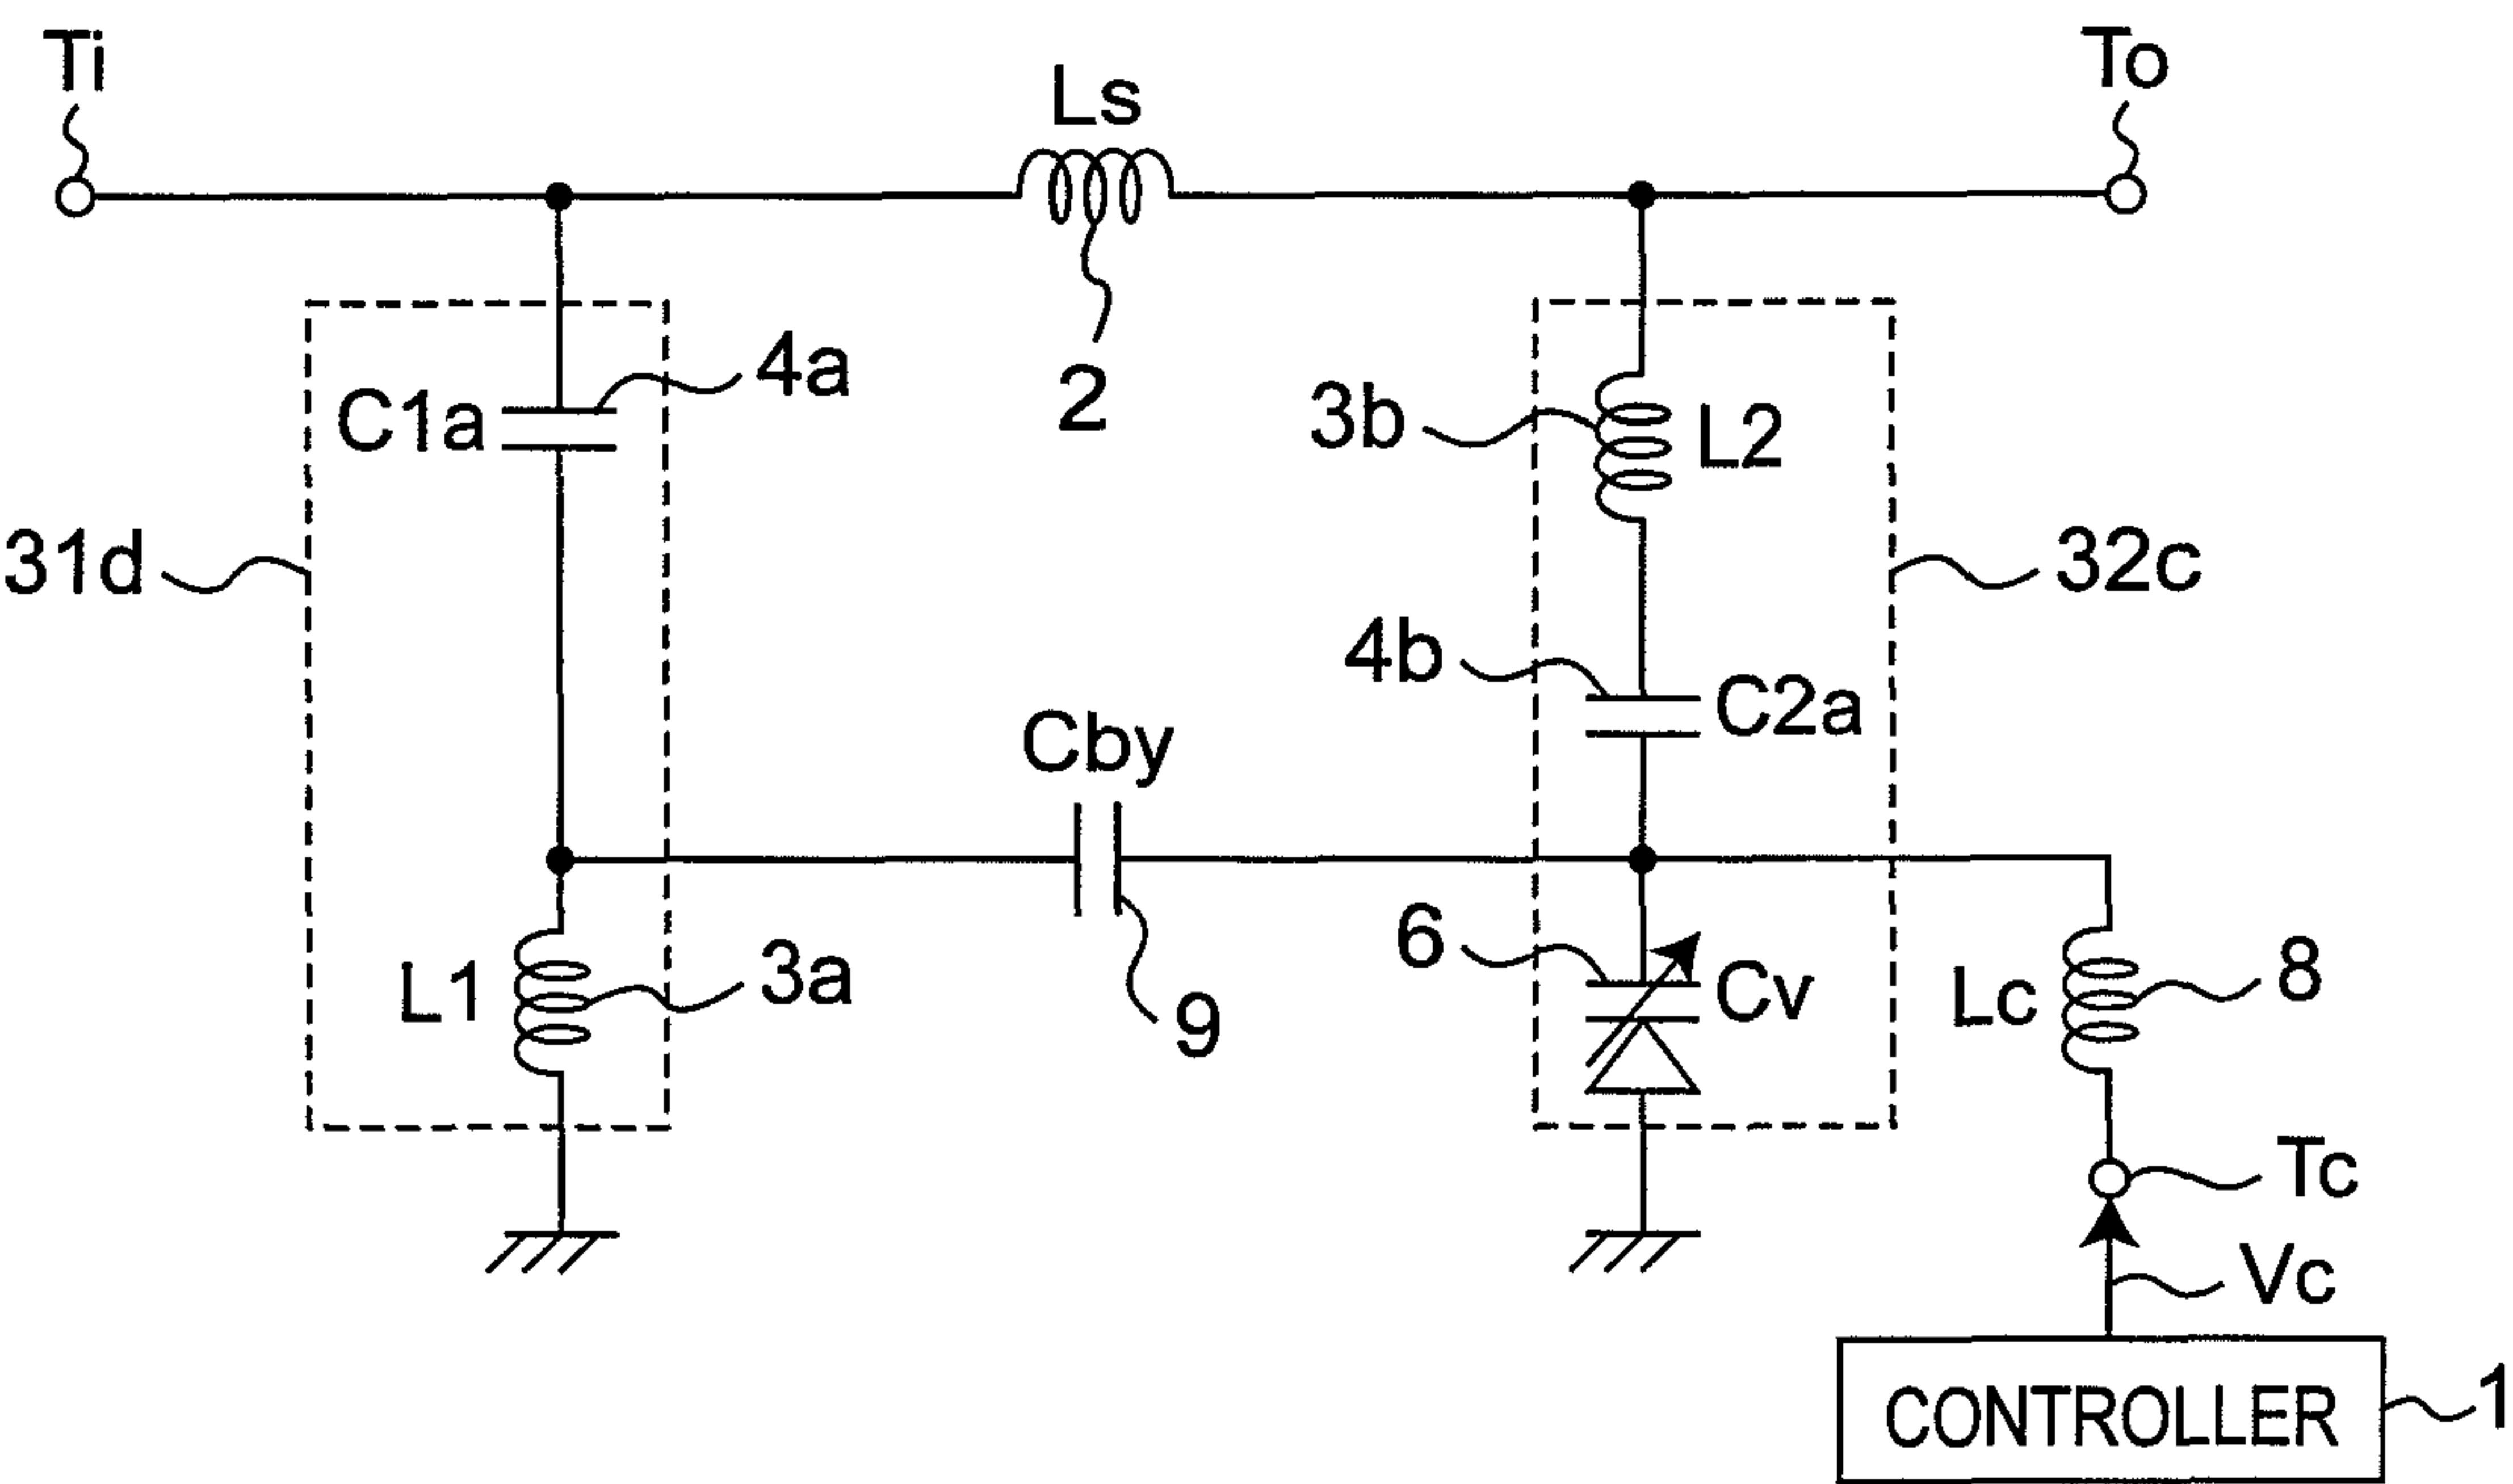 Ti
To
Ls
2
C1a
4a
3b
L2
31d
32c
4b
C2a
Cby
L1
3a
9
6
Cv
Lc
8
Tc
Vc
CONTROLLER
1